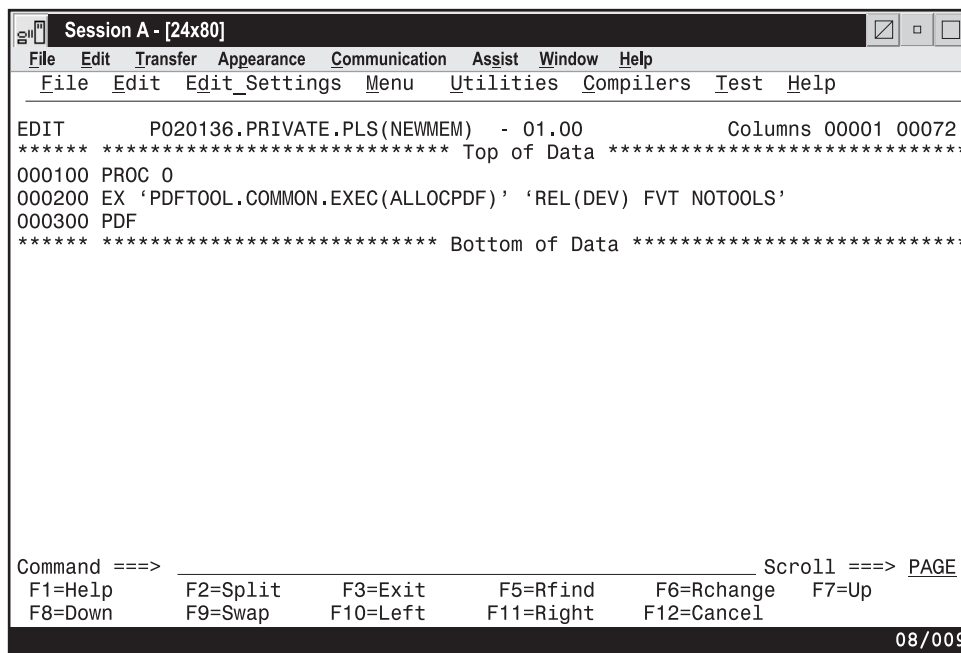 Session A - [24x80]
File Edit Transfer Appearance Communication Assist Window Help
File Edit Edit_Settings Menu Utilities Compilers Test Help
EDIT PO20136.PRIVATE.PLS(NEWMEM) - 01.00 Columns 00001 00072
****** ***************************** Top of Data ******************************
000100 PROC 0
000200 EX ‘PDFTOOL.COMMON.EXEC(ALLOCPDF)’ ‘REL(DEV) FVT NOTOOLS’
000300 PDF
****** **************************** Bottom of Data ****************************
Command ===> Scroll ===> PAGE
F1=Help F2=Split F3=Exit F5=Rfind F6=Rchange F7=Up
F8=Down F9=Swap F10=Left F11=Right F12=Cancel
08/009